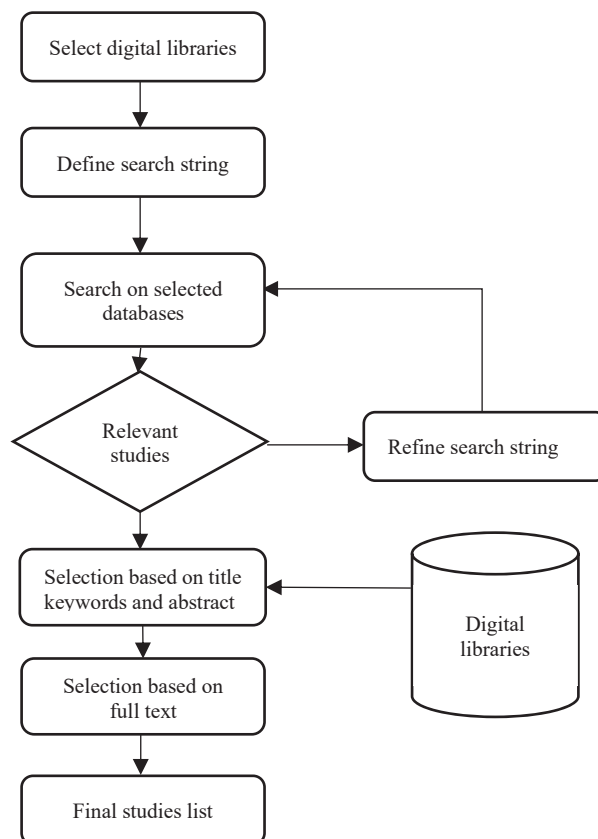 Select digital libraries
Define search string
Search on selected
databases
Relevant
studies
Refine search string
Selection based on title
keywords and abstract
Digital
libraries
Selection based on
full text
Final studies list